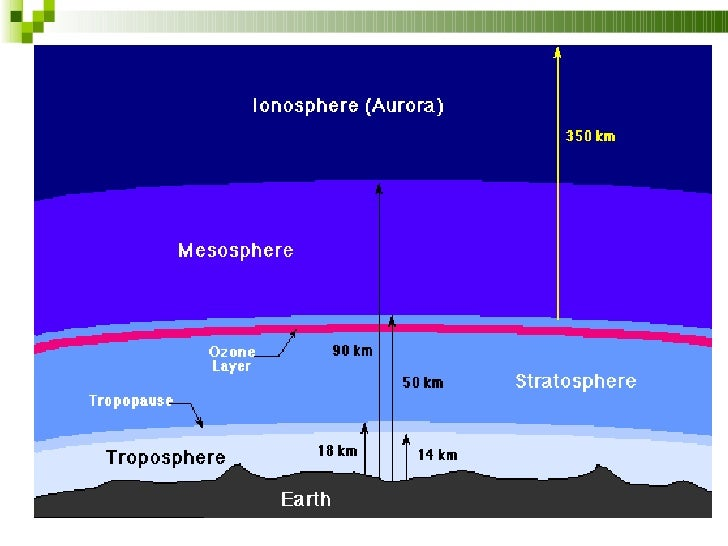 Ionosphere (Aurora)
350 km
Mesosphere
Ozone
Layer
90 km
50 km
Stratosphere
Tropopause
Troposphere
18 km
14 km
Earth